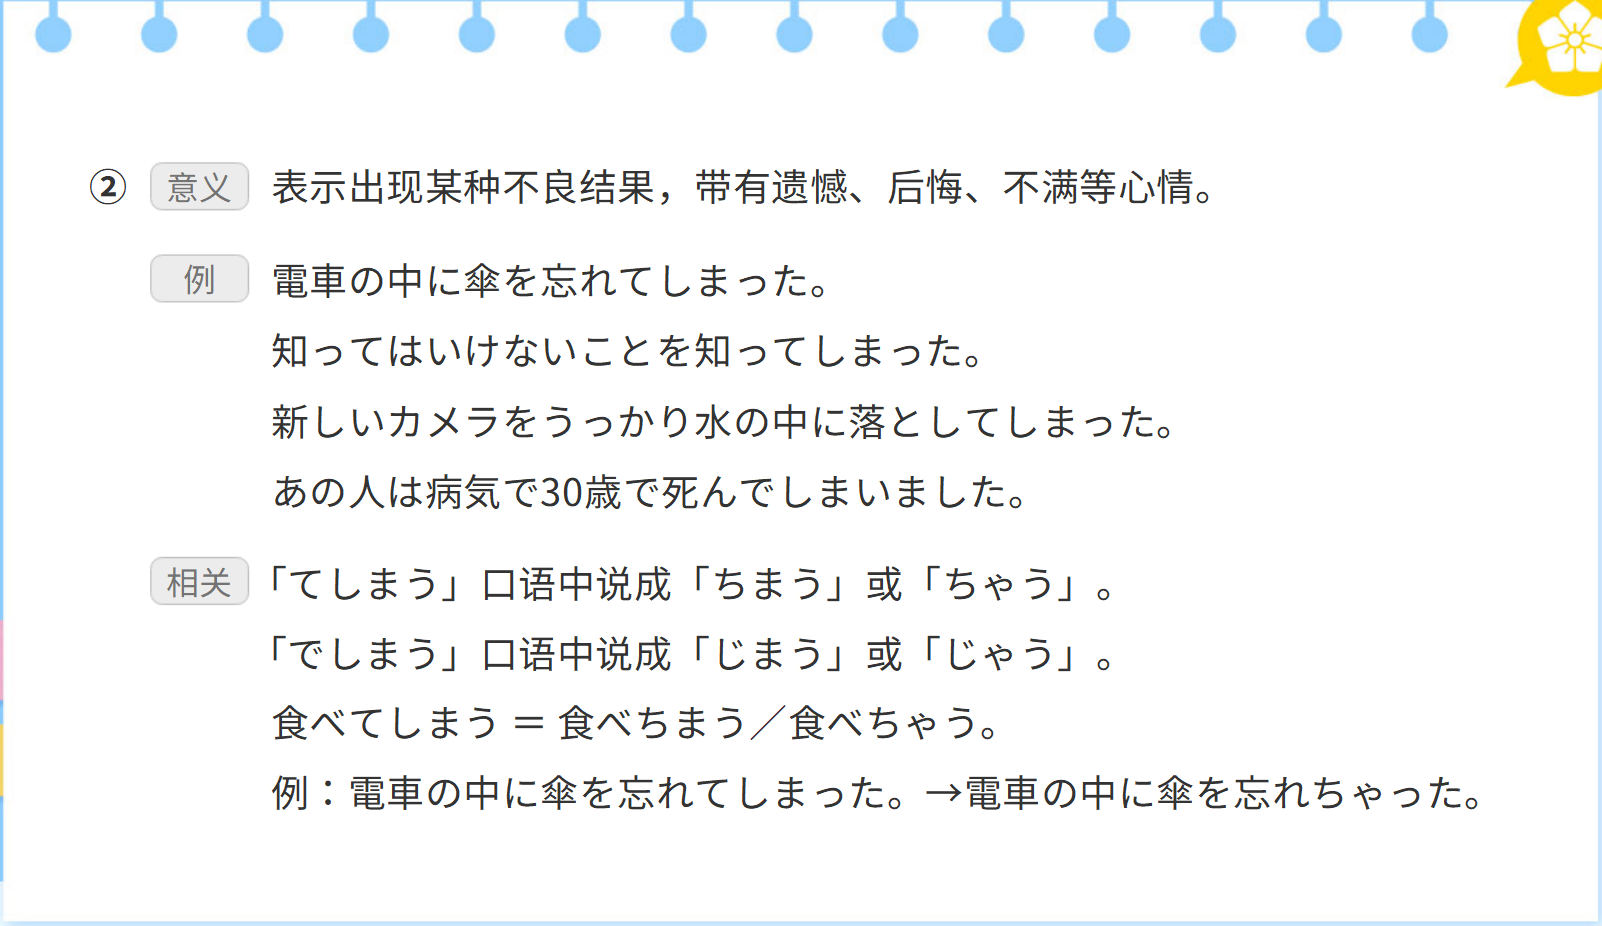 ② 意义 表示出现某种不良结果，带有遗憾、后悔、不满等心情。
例 電車の中に傘を忘れてしまった。
知ってはいけないことを知ってしまった。
新しいカメラをうっかり水の中に落としてしまった。
あの人は病気で30歳で死んでしまいました。
相关 「てしまう」口语中说成「ちまう」或「ちゃう」。
「でしまう」口语中说成「じまう」或「じゃう」。
食べてしまう ＝ 食べちまう／食べちゃう。
例：電車の中に傘を忘れてしまった。→電車の中に傘を忘れちゃった。